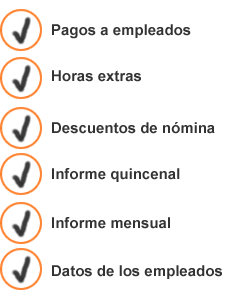 Pagos a empleados
Horas extras
Descuentos de nómina
Informe quincenal
Informe mensual
Datos de los empleados